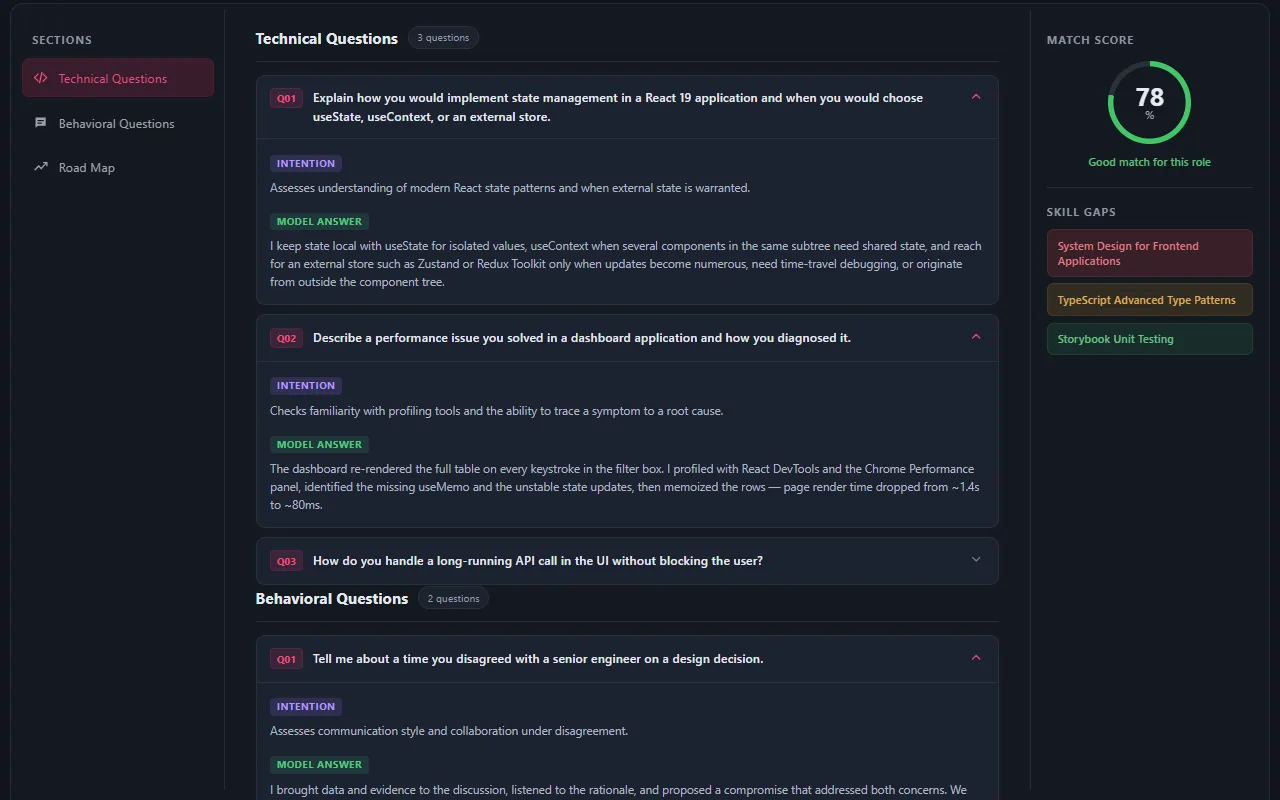 SECTIONS
Technical Questions
Behavioral Questions
Road Map
Technical Questions
3 questions
Q01
Explain how you would implement state management in a React 19 application and when you would choose
useState, useContext, or an external store.
INTENTION
Assesses understanding of modern React state patterns and when external state is warranted.
MODEL ANSWER
I keep state local with useState for isolated values, useContext when several components in the same subtree need shared state, and reach
for an external store such as Zustand or Redux Toolkit only when updates become numerous, need time-travel debugging, or originate
from outside the component tree.
Q02
Describe a performance issue you solved in a dashboard application and how you diagnosed it.
INTENTION
Checks familiarity with profiling tools and the ability to trace a symptom to a root cause.
MODEL ANSWER
The dashboard re-rendered the full table on every keystroke in the filter box. I profiled with React DevTools and the Chrome Performance
panel, identified the missing useMemo and the unstable state updates, then memoized the rows — page render time dropped from ~1.4s
to ~80ms.
Q03
How do you handle a long-running API call in the UI without blocking the user?
Behavioral Questions
2 questions
Q01
Tell me about a time you disagreed with a senior engineer on a design decision.
INTENTION
Assesses communication style and collaboration under disagreement.
MODEL ANSWER
I brought data and evidence to the discussion, listened to the rationale, and proposed a compromise that addressed both concerns. We
MATCH SCORE
78
%
Good match for this role
SKILL GAPS
System Design for Frontend
Applications
TypeScript Advanced Type Patterns
Storybook Unit Testing